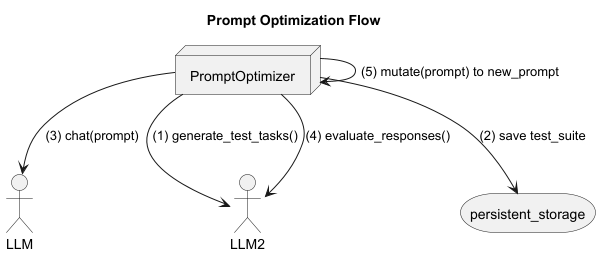 Prompt Optimization Flow
PromptOptimizer
(5) mutate(prompt) to new_prompt
(3) chat(prompt)
(1) generate_test_tasks()
(4) evaluate_responses()
(2) save test_suite
LLM
LLM2
persistent_storage